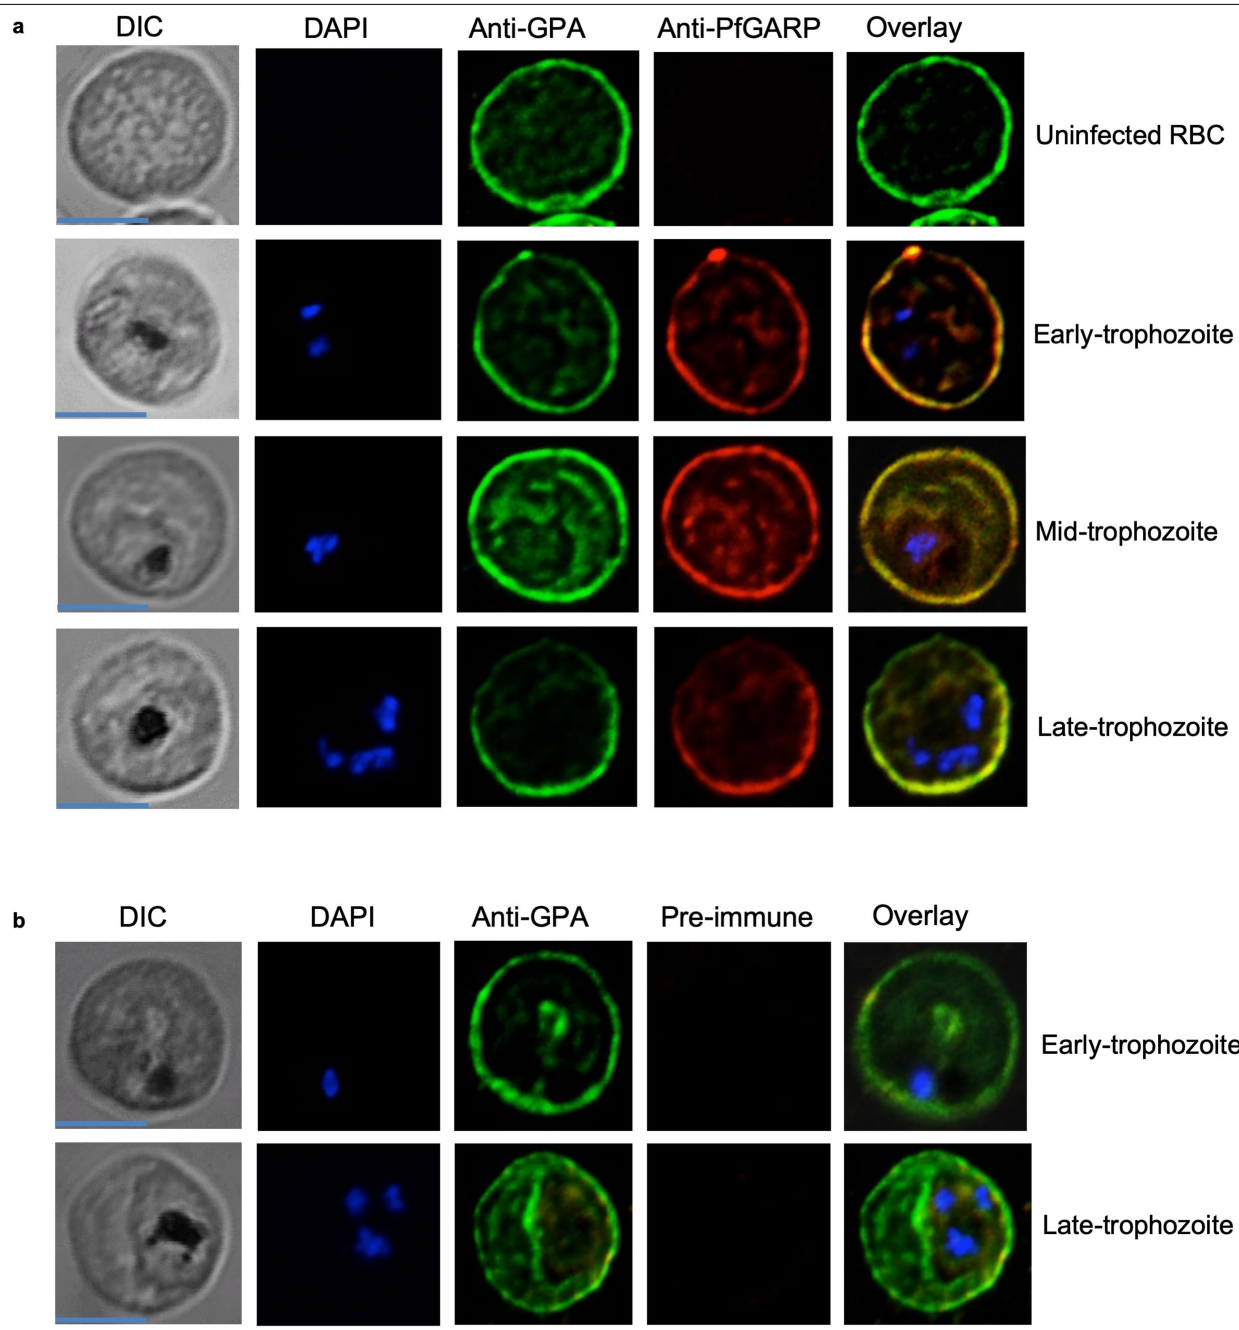 a
DIC DAPI Anti-GPA Anti-PfGARP Overlay
Uninfected RBC
Early-trophozoite
Mid-trophozoite
Late-trophozoite
b
DIC DAPI Anti-GPA Pre-immune Overlay
Early-trophozoite
Late-trophozoite